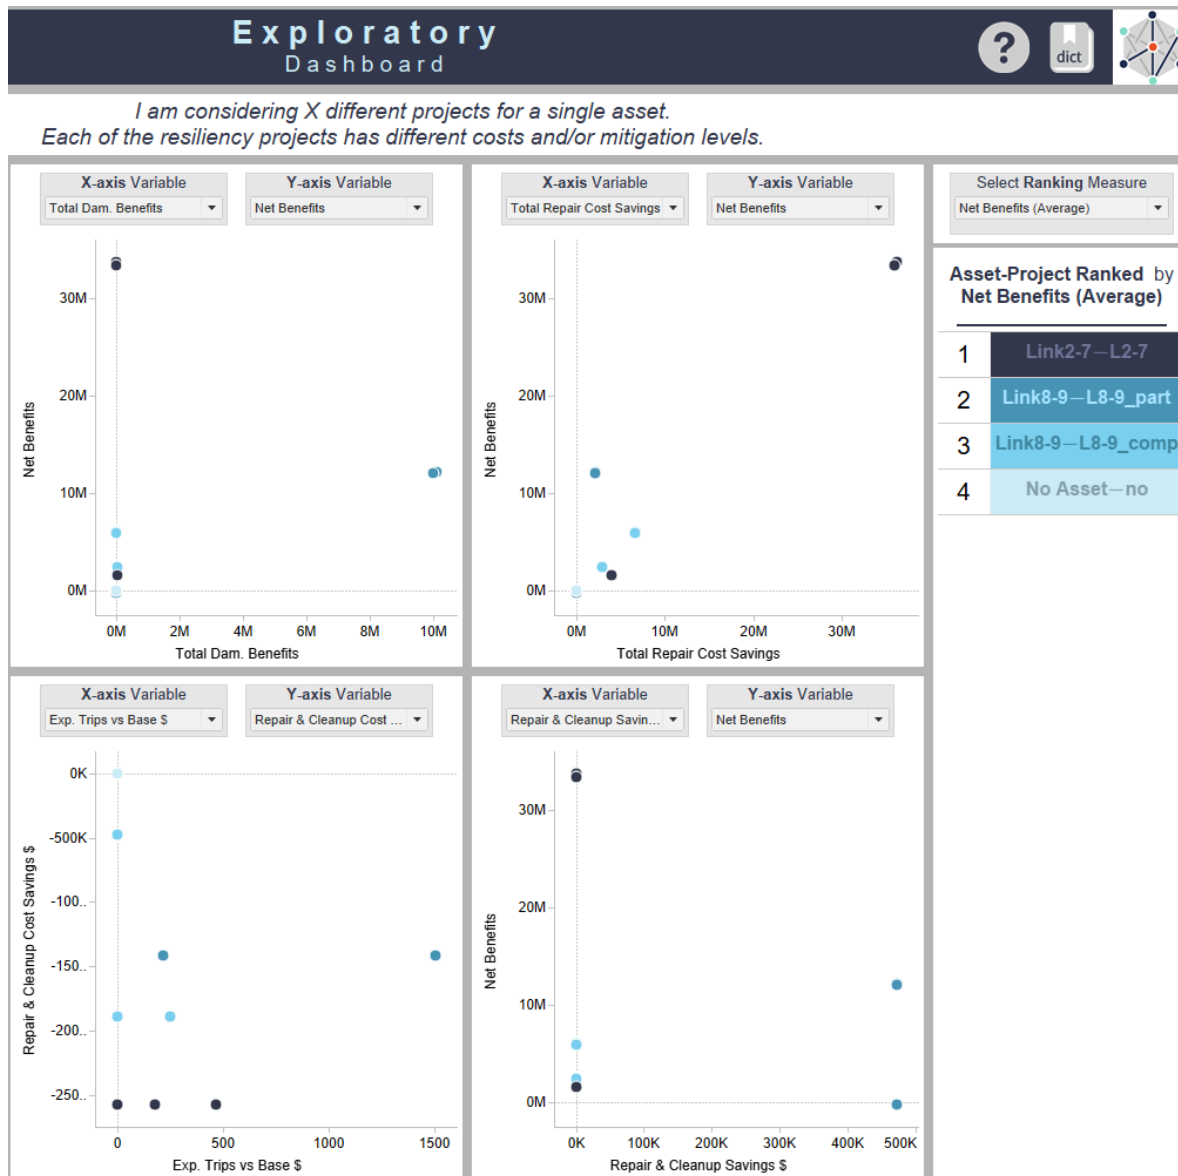 Exploratory
Dashboard
?
dict
I am considering X different projects for a single asset.
Each of the resiliency projects has different costs and/or mitigation levels.
X-axis Variable
Total Dam. Benefits
Y-axis Variable
Net Benefits
30M
20M
10M
0M
Net Benefits
0M 2M 4M 6M 8M 10M
Total Dam. Benefits
X-axis Variable
Total Repair Cost Savings
Y-axis Variable
Net Benefits
30M
20M
10M
0M
Net Benefits
0M 10M 20M 30M
Total Repair Cost Savings
Select Ranking Measure
Net Benefits (Average)
Asset-Project Ranked by
Net Benefits (Average)
1 Link2-7—L2-7
2 Link8-9—L8-9_part
3 Link8-9—L8-9_comp
4 No Asset—no
X-axis Variable
Exp. Trips vs Base $
Y-axis Variable
Repair & Cleanup Cost ...
0K
-500K
-100..
-150..
-200..
-250..
Repair & Cleanup Cost Savings $
0 500 1000 1500
Exp. Trips vs Base $
X-axis Variable
Repair & Cleanup Savin...
Y-axis Variable
Net Benefits
30M
20M
10M
0M
Net Benefits
0K 100K 200K 300K 400K 500K
Repair & Cleanup Savings $